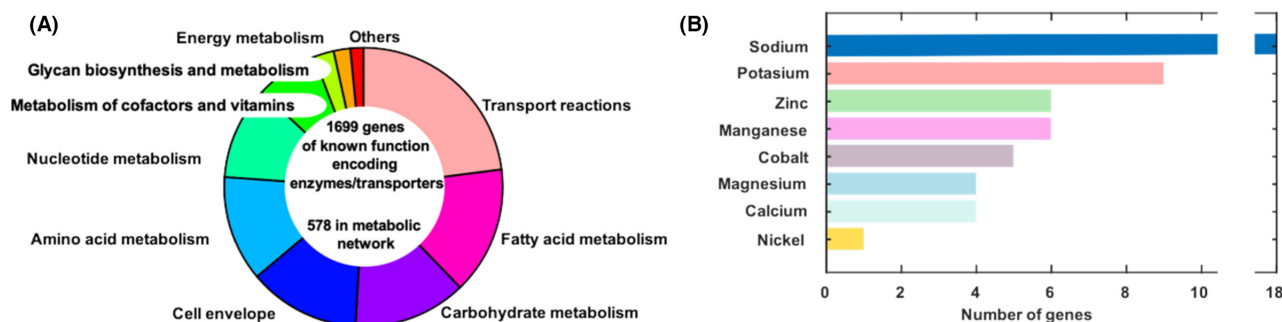 (A)
Energy metabolism
Others
Glycan biosynthesis and metabolism
Metabolism of cofactors and vitamins
Transport reactions
1699 genes
of known function
encoding
enzymes/transporters
Nucleotide metabolism
578 in metabolic
network
Amino acid metabolism
Fatty acid metabolism
Cell envelope
Carbohydrate metabolism
(B)
Sodium
Potasium
Zinc
Manganese
Cobalt
Magnesium
Calcium
Nickel
0 2 4 6 8 10 18
Number of genes